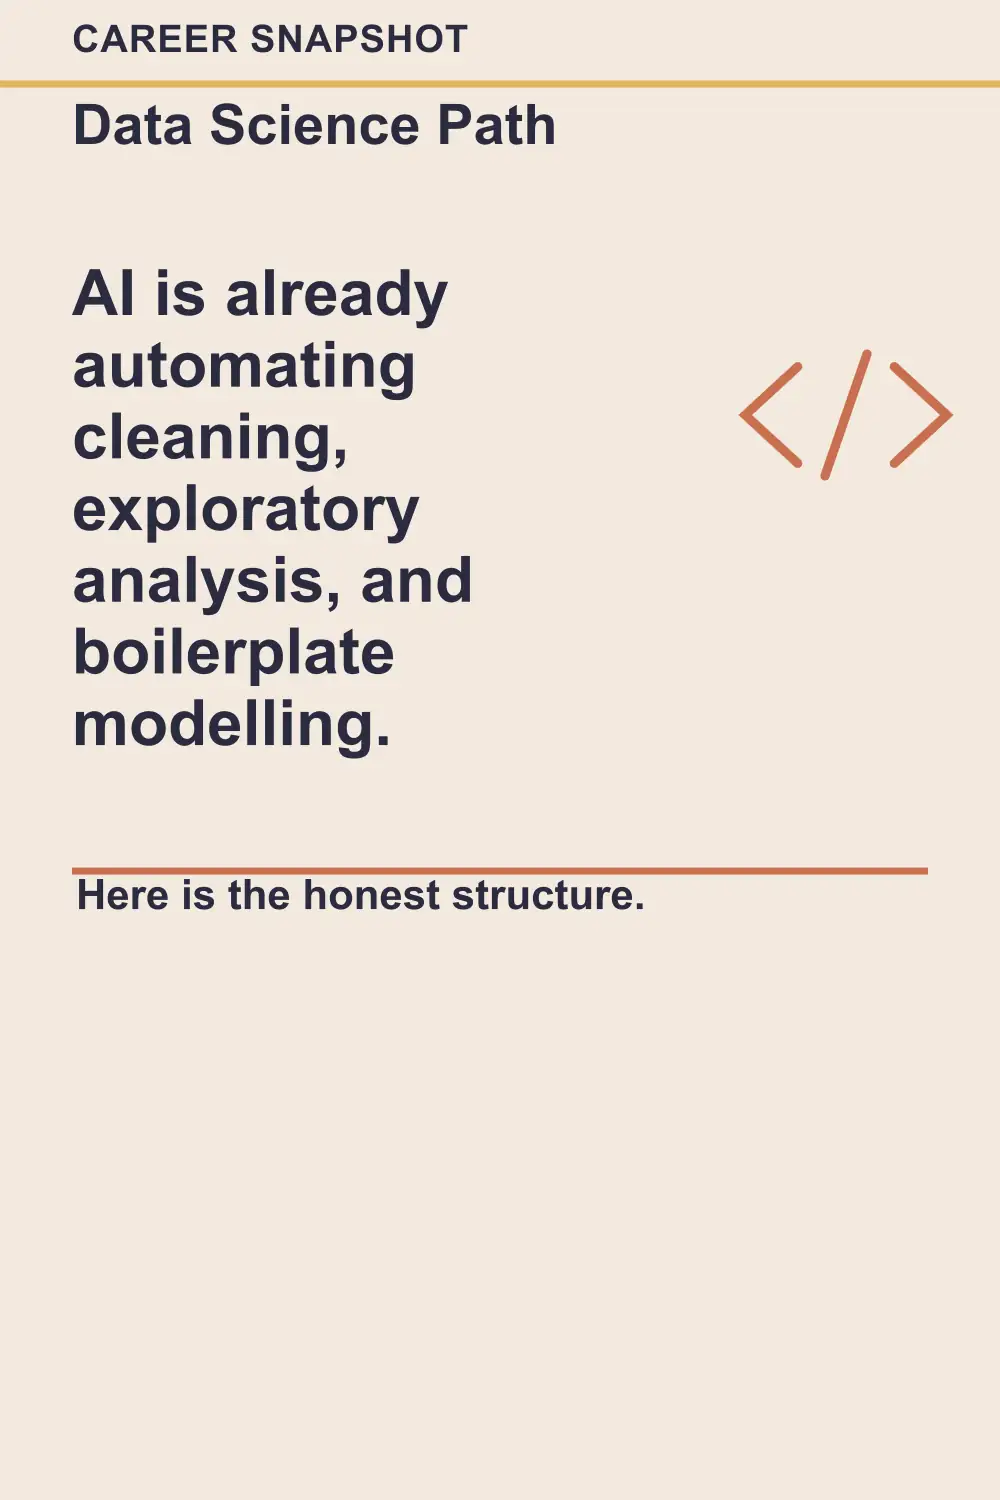 CAREER SNAPSHOT
Data Science Path
AI is already
automating
cleaning,
exploratory
analysis, and
boilerplate
modelling.
</>
Here is the honest structure.